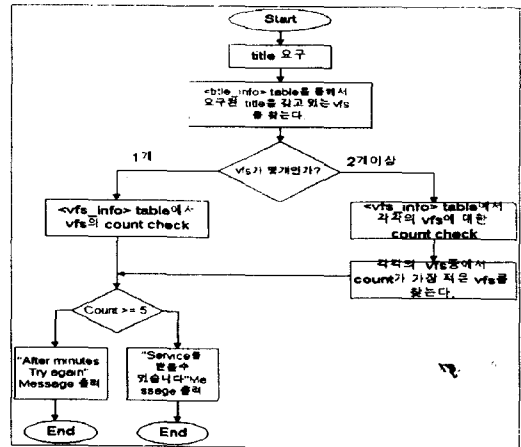 Start
title 요구
<title_info> table을 통해서
요구된 title을 갖고 있는 vfs
를 찾는다.
vfs가 몇개인가?
1개
2개이상
<vfs_info> table에서
vfs의 count check
<vfs_info> table에서
각각의 vfs에 대한
count check
각각의 vfs중에서
count가 가장 적은 vfs를
찾는다.
Count >= 5
"After minutes
Try again"
Message 출력
"Service를
받을수
있습니다"Me
ssage 출력
End
End